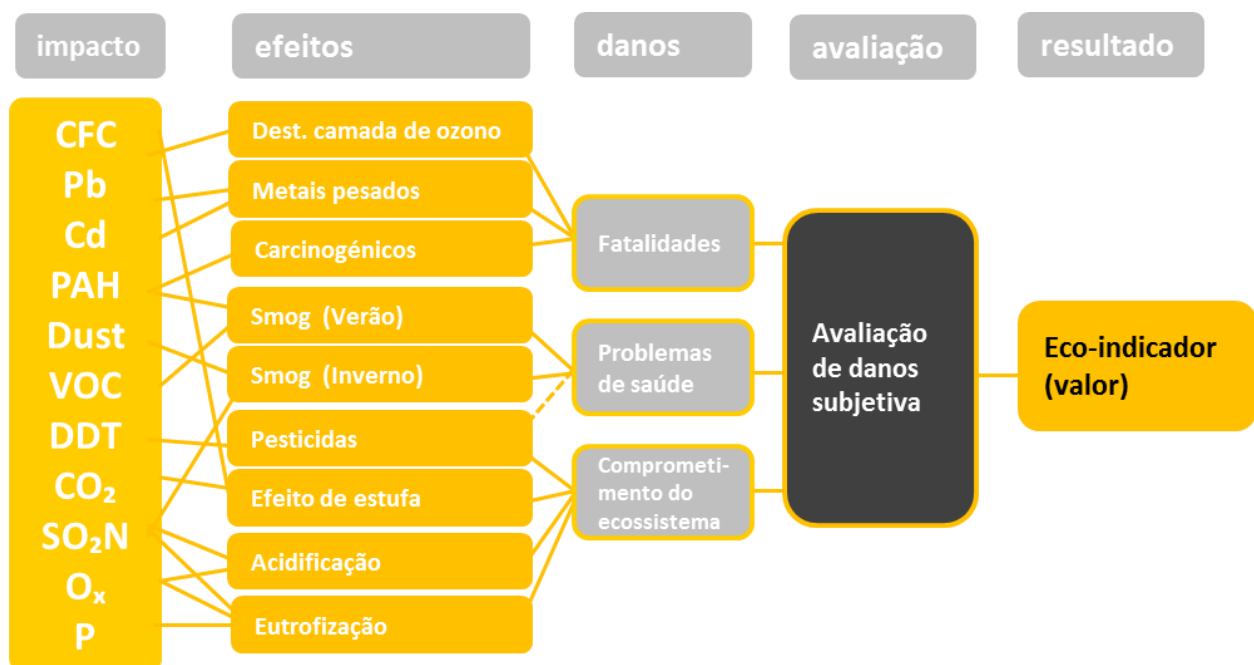 impacto
efeitos
danos
avaliação
resultado
CFC
Pb
Cd
PAH
Dust
VOC
DDT
CO₂
SO₂N
Oₓ
P
Dest. camada de ozono
Metais pesados
Carcinogénicos
Smog (Verão)
Smog (Inverno)
Pesticidas
Efeito de estufa
Acidificação
Eutrofização
Fatalidades
Problemas
de saúde
Comprometi-
mento do
ecossistema
Avaliação
de danos
subjetiva
Eco-indicador
(valor)